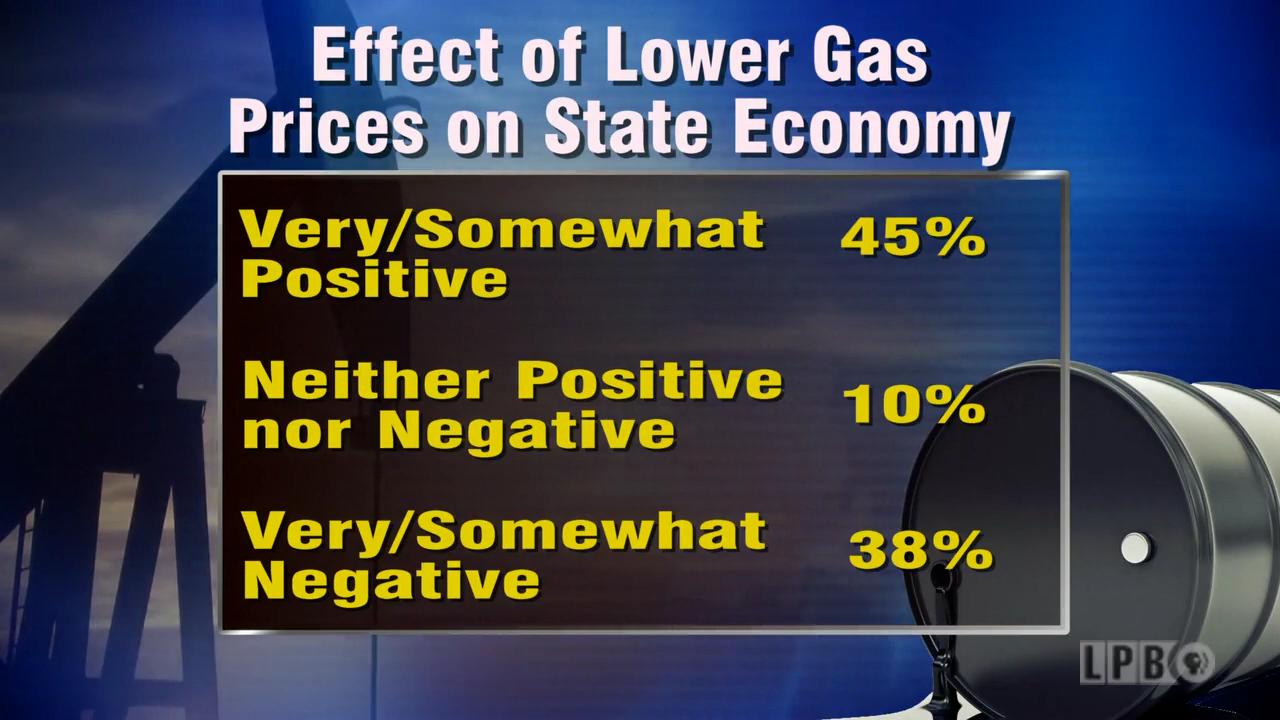 Effect of Lower Gas
Prices on State Economy
Very/Somewhat 45%
Positive
Neither Positive 10%
nor Negative
Very/Somewhat 38%
Negative
LPB